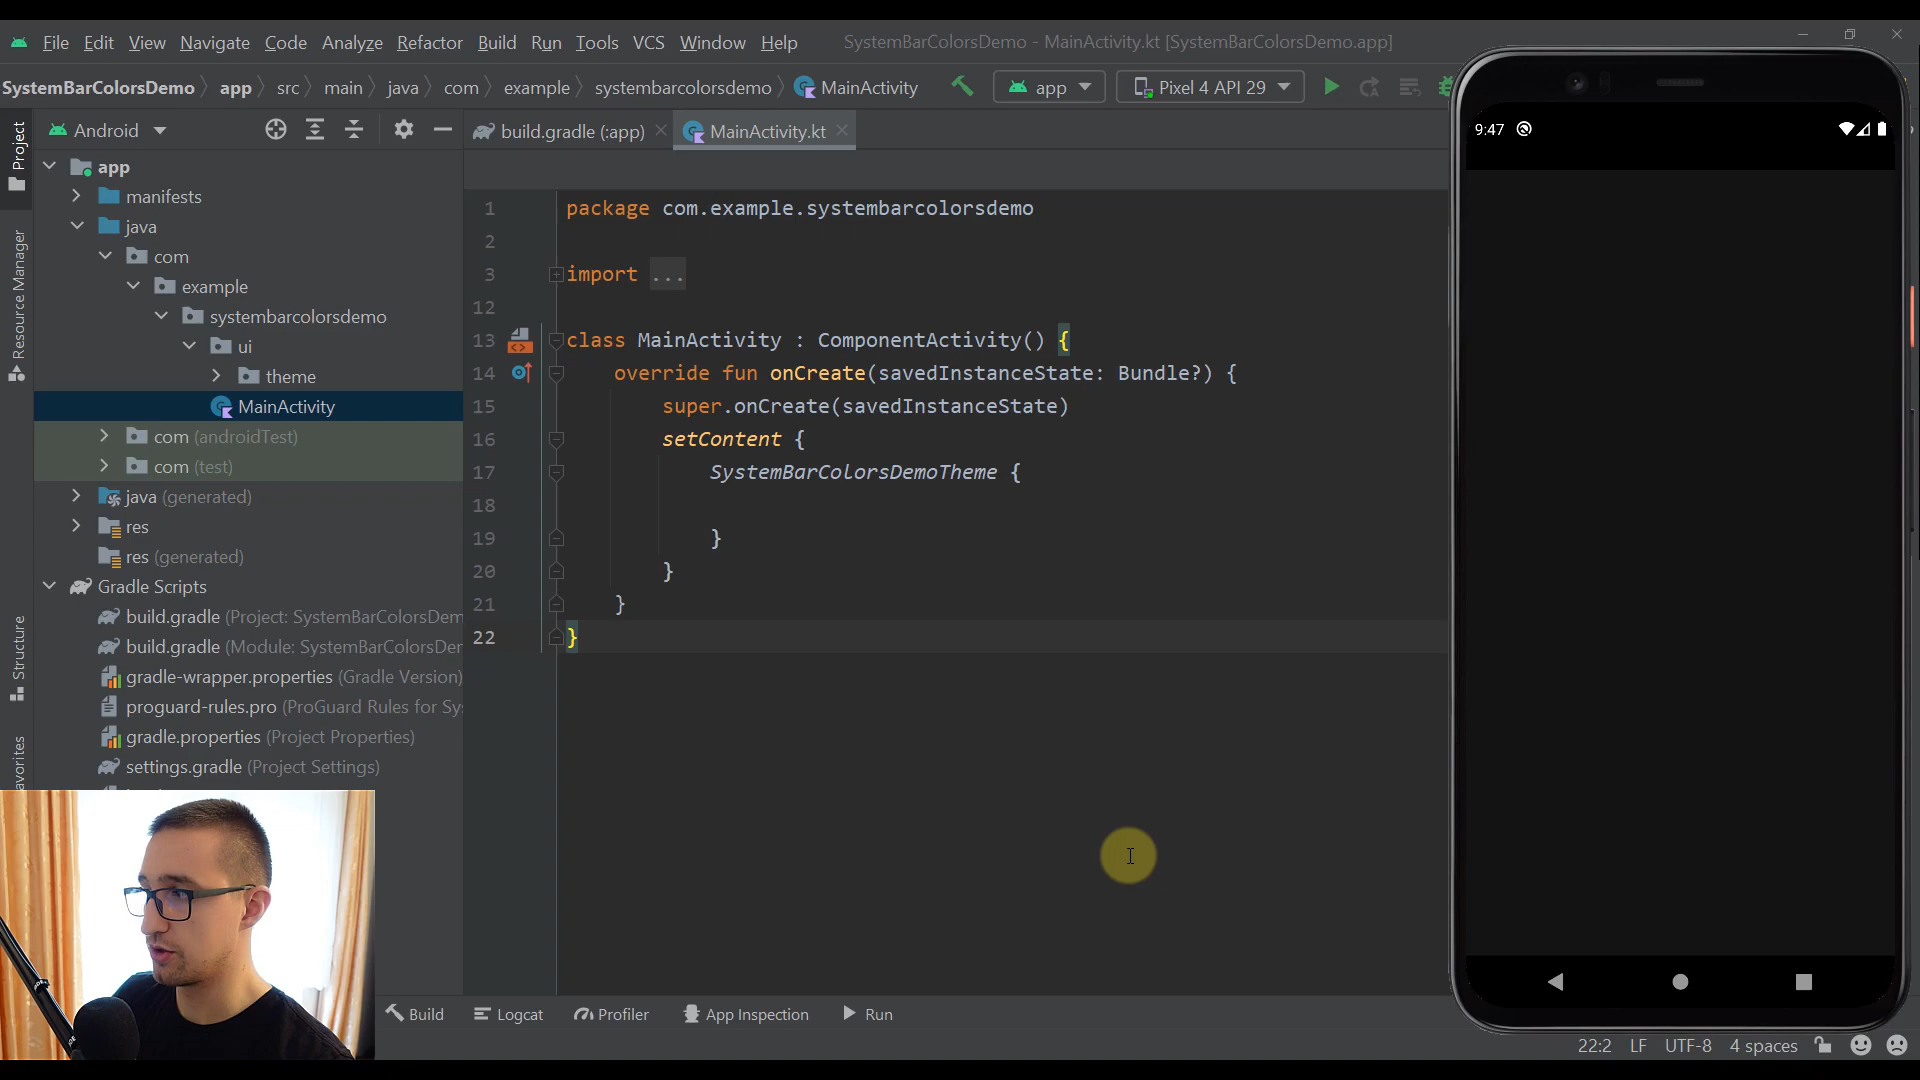 File Edit View Navigate Code Analyze Refactor Build Run Tools VCS Window Help SystemBarColorsDemo - MainActivity.kt [SystemBarColorsDemo.app]
SystemBarColorsDemo app src main java com example systembarcolorsdemo MainActivity app Pixel 4 API 29
Project
Resource Manager
Structure
avorites
Android
app
manifests
java
com
example
systembarcolorsdemo
ui
theme
MainActivity
com (androidTest)
com (test)
java (generated)
res
res (generated)
Gradle Scripts
build.gradle (Project: SystemBarColorsDem
build.gradle (Module: SystemBarColorsDer
gradle-wrapper.properties (Gradle Version)
proguard-rules.pro (ProGuard Rules for Sy
gradle.properties (Project Properties)
settings.gradle (Project Settings)
build.gradle (:app) MainActivity.kt
1 package com.example.systembarcolorsdemo
2
3 import ...
12
13 class MainActivity : ComponentActivity() {
14 override fun onCreate(savedInstanceState: Bundle?) {
15 super.onCreate(savedInstanceState)
16 setContent {
17 SystemBarColorsDemoTheme {
18
19 }
20 }
21 }
22 }
9:47
Build Logcat Profiler App Inspection Run
22:2 LF UTF-8 4 spaces